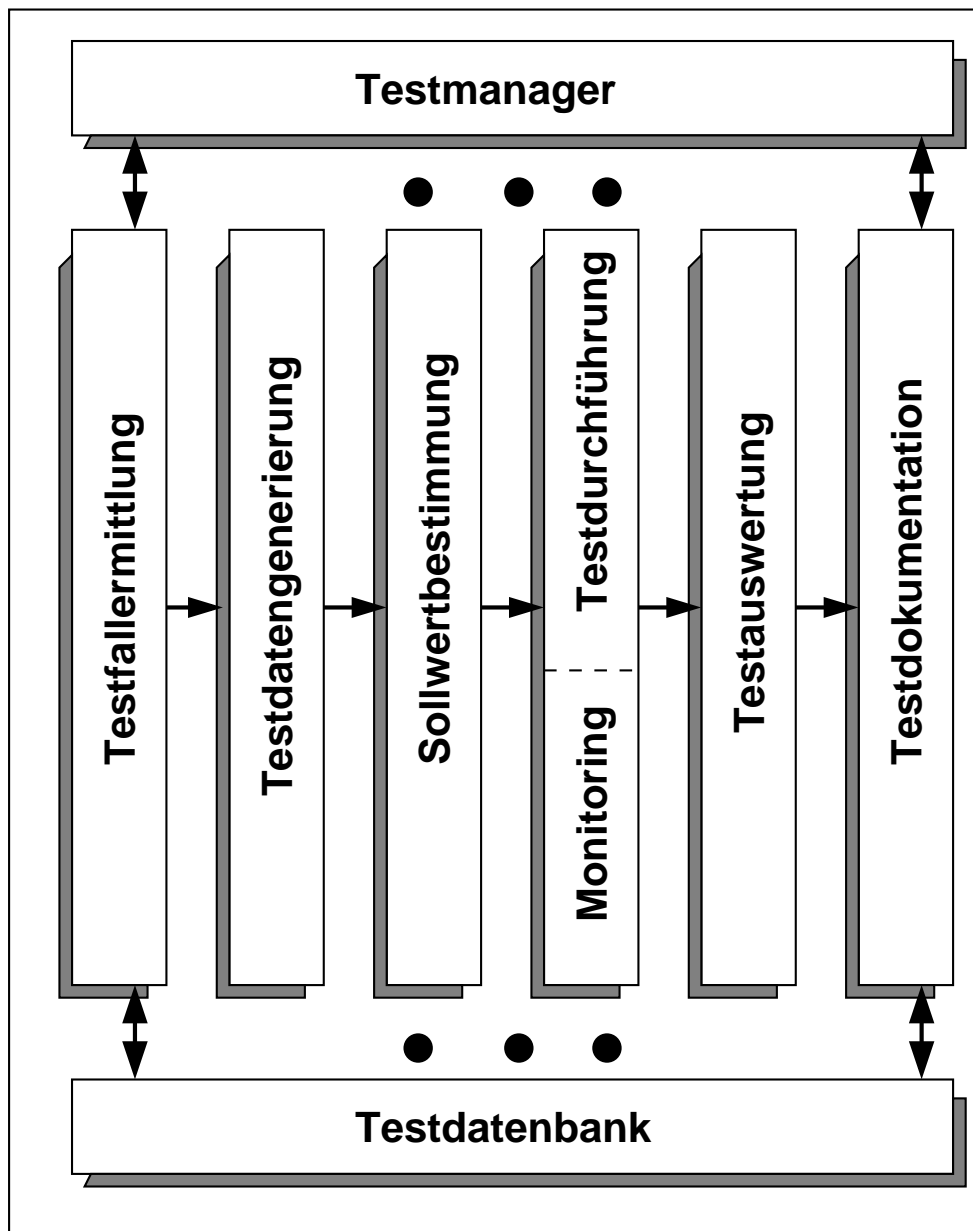 Testmanager
Testfallermittlung
Testdatengenerierung
Sollwertbestimmung
Testdurchführung
Monitoring
Testauswertung
Testdokumentation
Testdatenbank